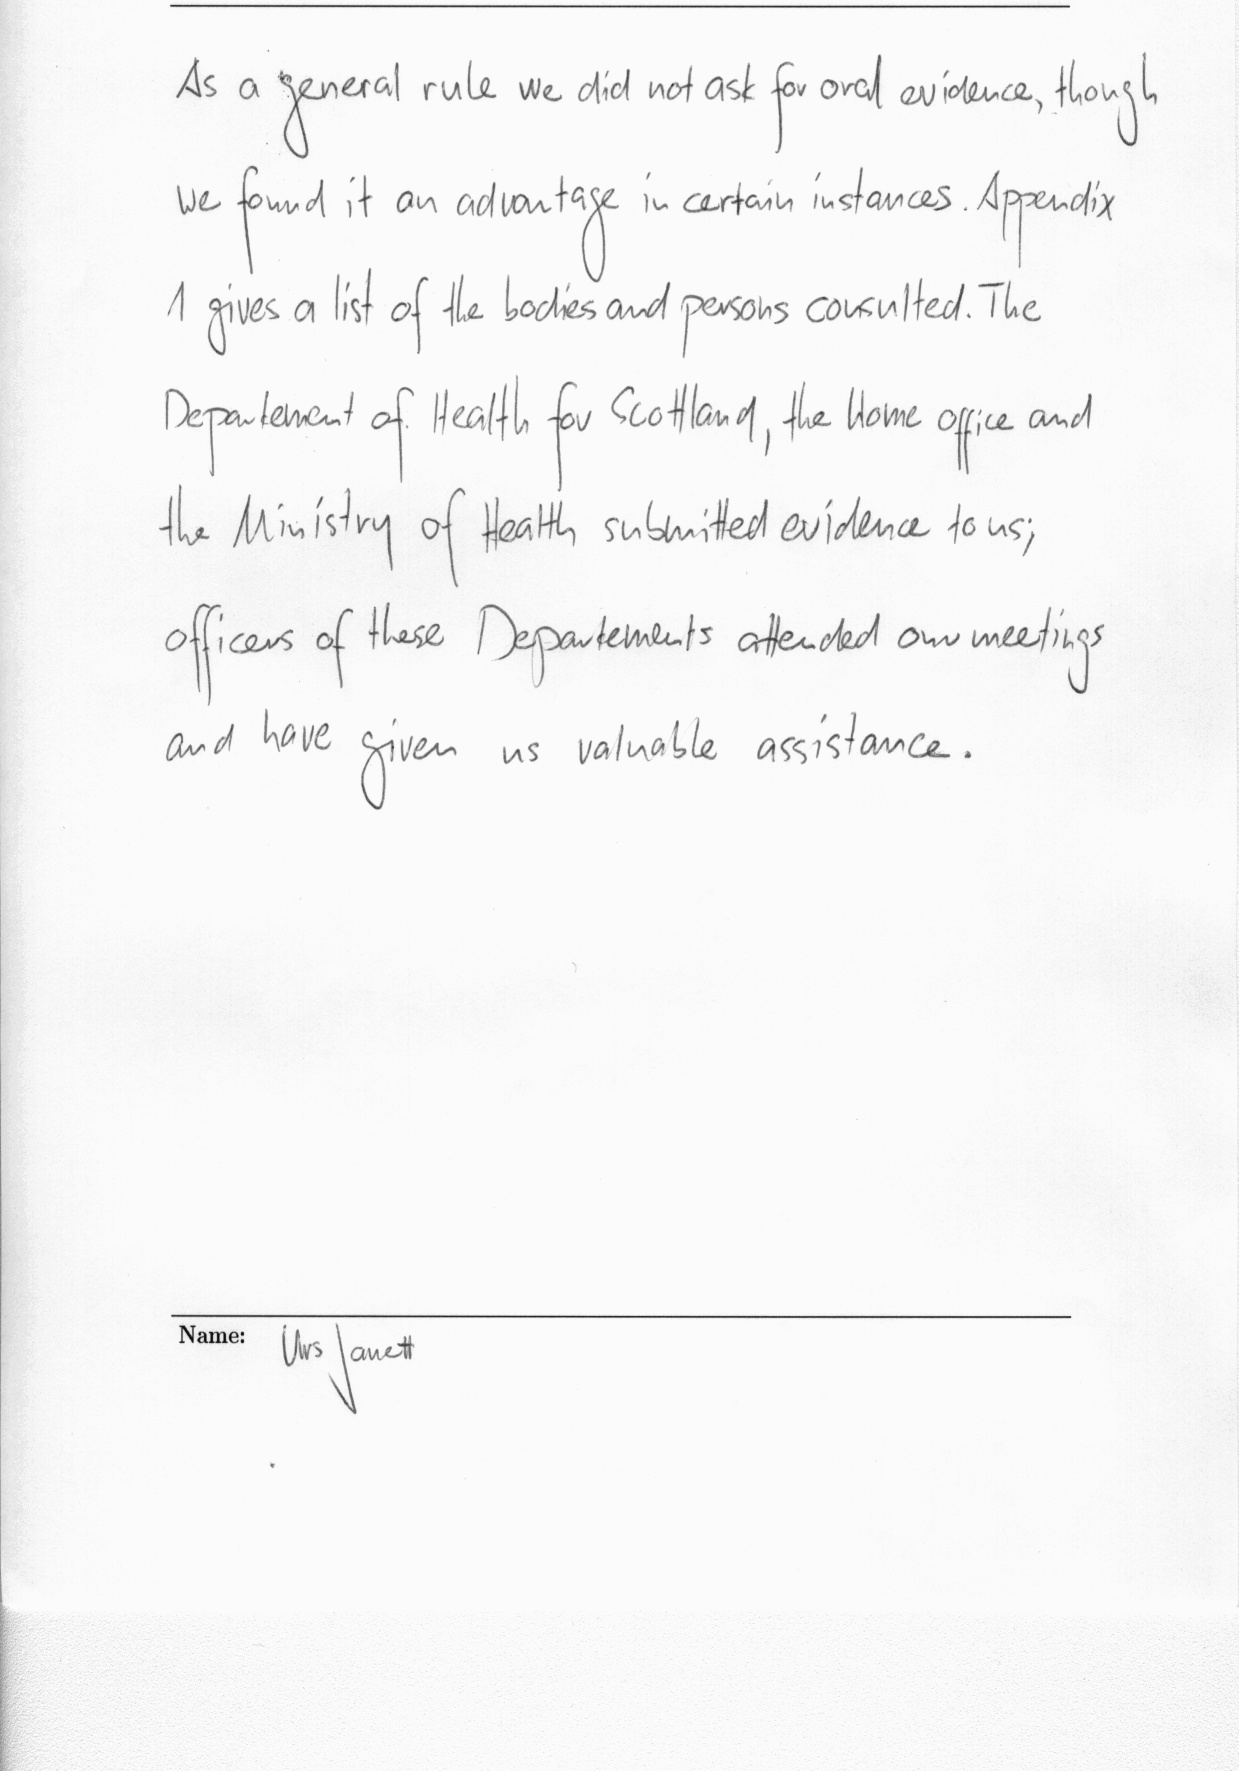 As a general rule we did not ask for oral evidence, though
we found it an advantage in certain instances. Appendix
1 gives a list of the bodies and persons consulted. The
Departement of Health for Scottland, the Home office and
the Ministry of Health submitted evidence to us;
officers of these Departements attended our meetings
and have given us valuable assistance.
Name: Urs Janett